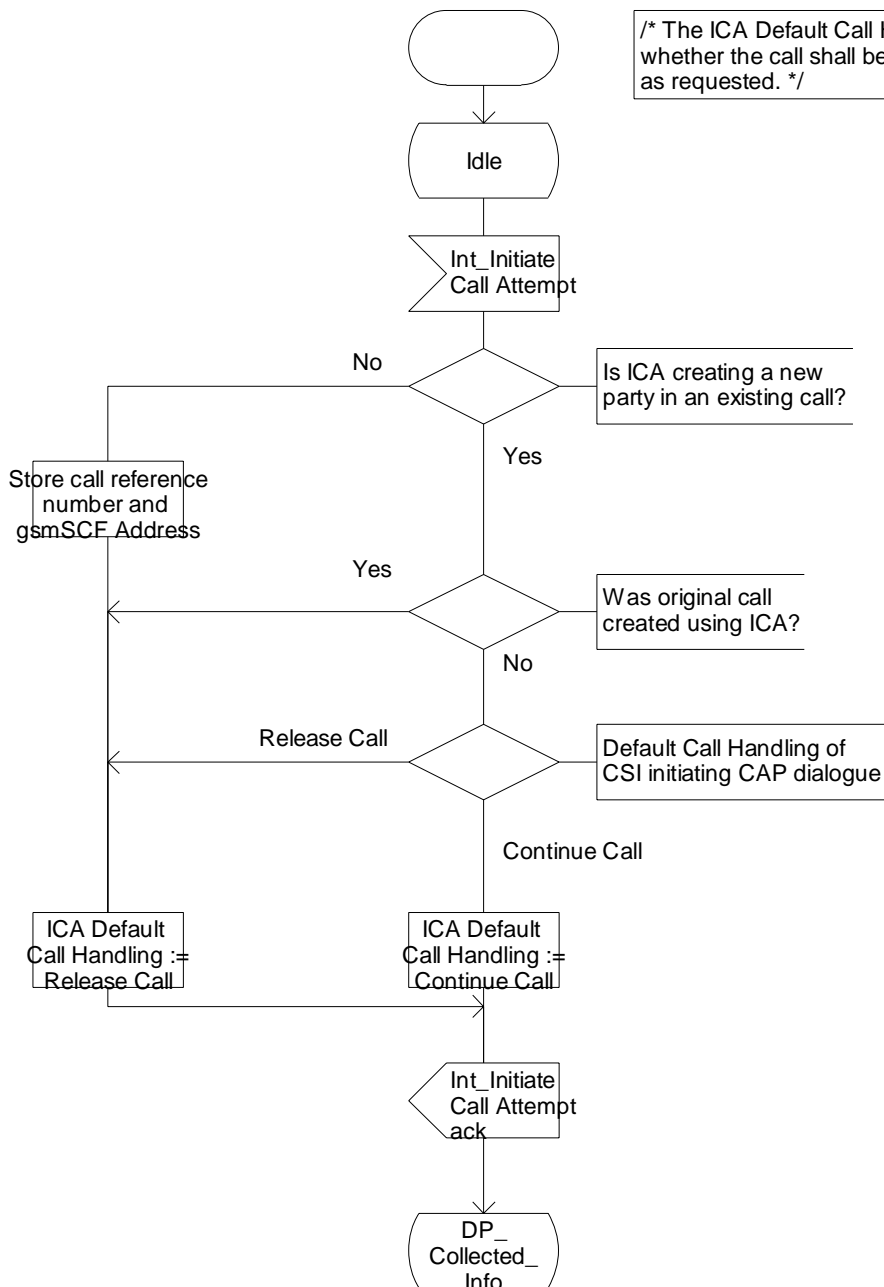 /* The ICA Default Call
whether the call shall be
as requested. */
Idle
Int_Initiate
Call Attempt
No
Is ICA creating a new
party in an existing call?
Yes
Store call reference
number and
gsmSCF Address
Yes
Was original call
created using ICA?
No
Release Call
Default Call Handling of
CSI initiating CAP dialogue
Continue Call
ICA Default
Call Handling :=
Release Call
ICA Default
Call Handling :=
Continue Call
Int_Initiate
Call Attempt
ack
DP_
Collected_
Info